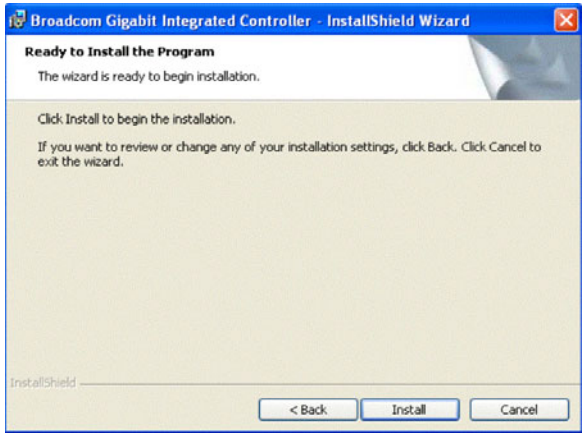 Broadcom Gigabit Integrated Controller - InstallShield Wizard
Ready to Install the Program
The wizard is ready to begin installation.
Click Install to begin the installation.
If you want to review or change any of your installation settings, click Back. Click Cancel to
exit the wizard.
InstallShield
< Back
Install
Cancel